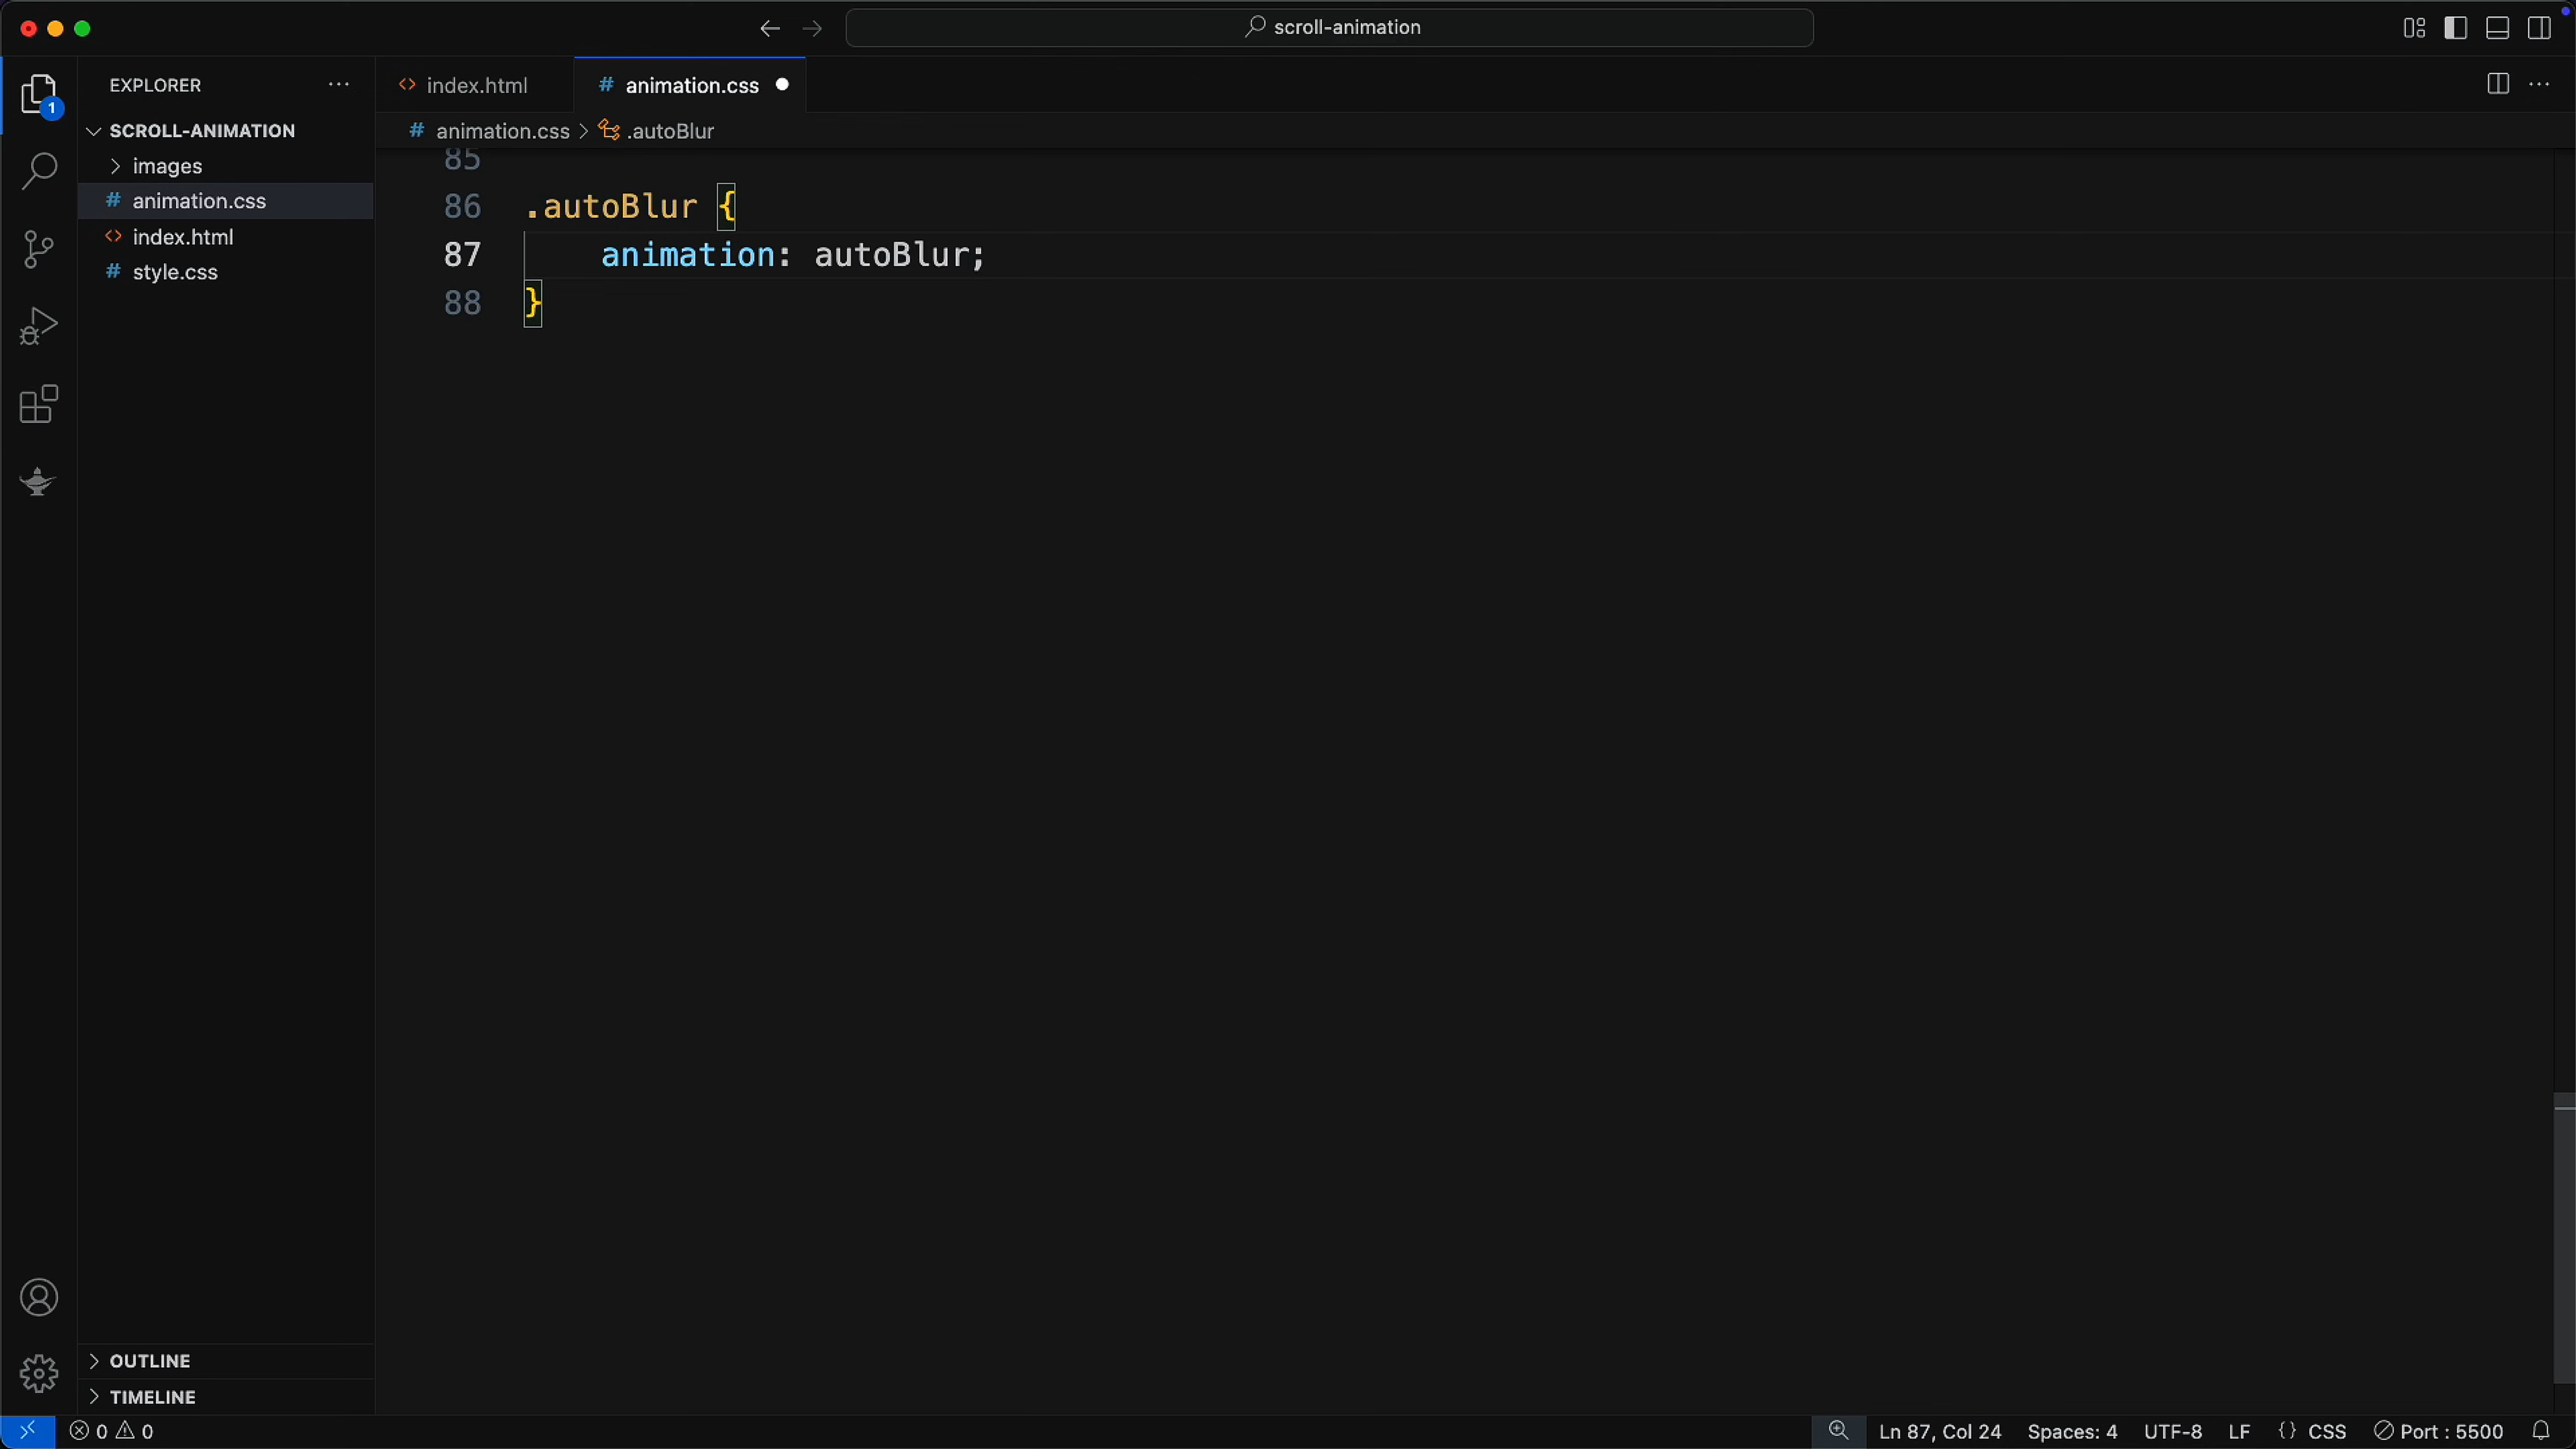 scroll-animation
EXPLORER
index.html
# animation.css
1
SCROLL-ANIMATION
# animation.css > .autoBlur
images
# animation.css
index.html
# style.css
85
86 .autoBlur {
87 animation: autoBlur;
88 }
OUTLINE
TIMELINE
0 0
Ln 87, Col 24 Spaces: 4 UTF-8 LF {} CSS Port : 5500